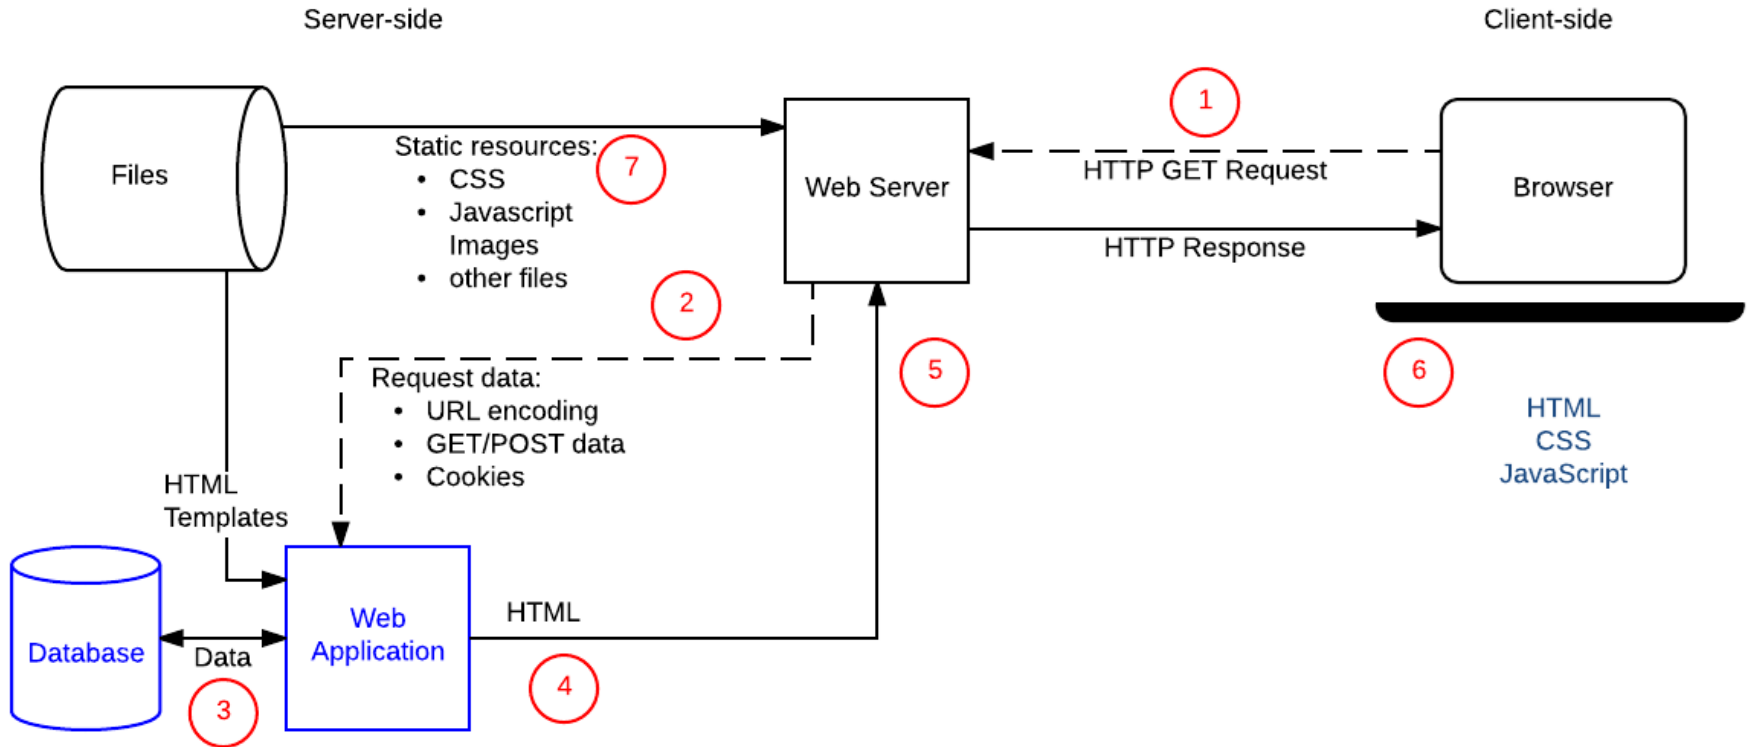 Server-side
Client-side
1
Files
Static resources:
• CSS
• Javascript
Images
• other files
7
Web Server
HTTP GET Request
HTTP Response
Browser
2
Request data:
• URL encoding
• GET/POST data
• Cookies
5
6
HTML
CSS
JavaScript
HTML
Templates
Database
Data
3
Web
Application
HTML
4